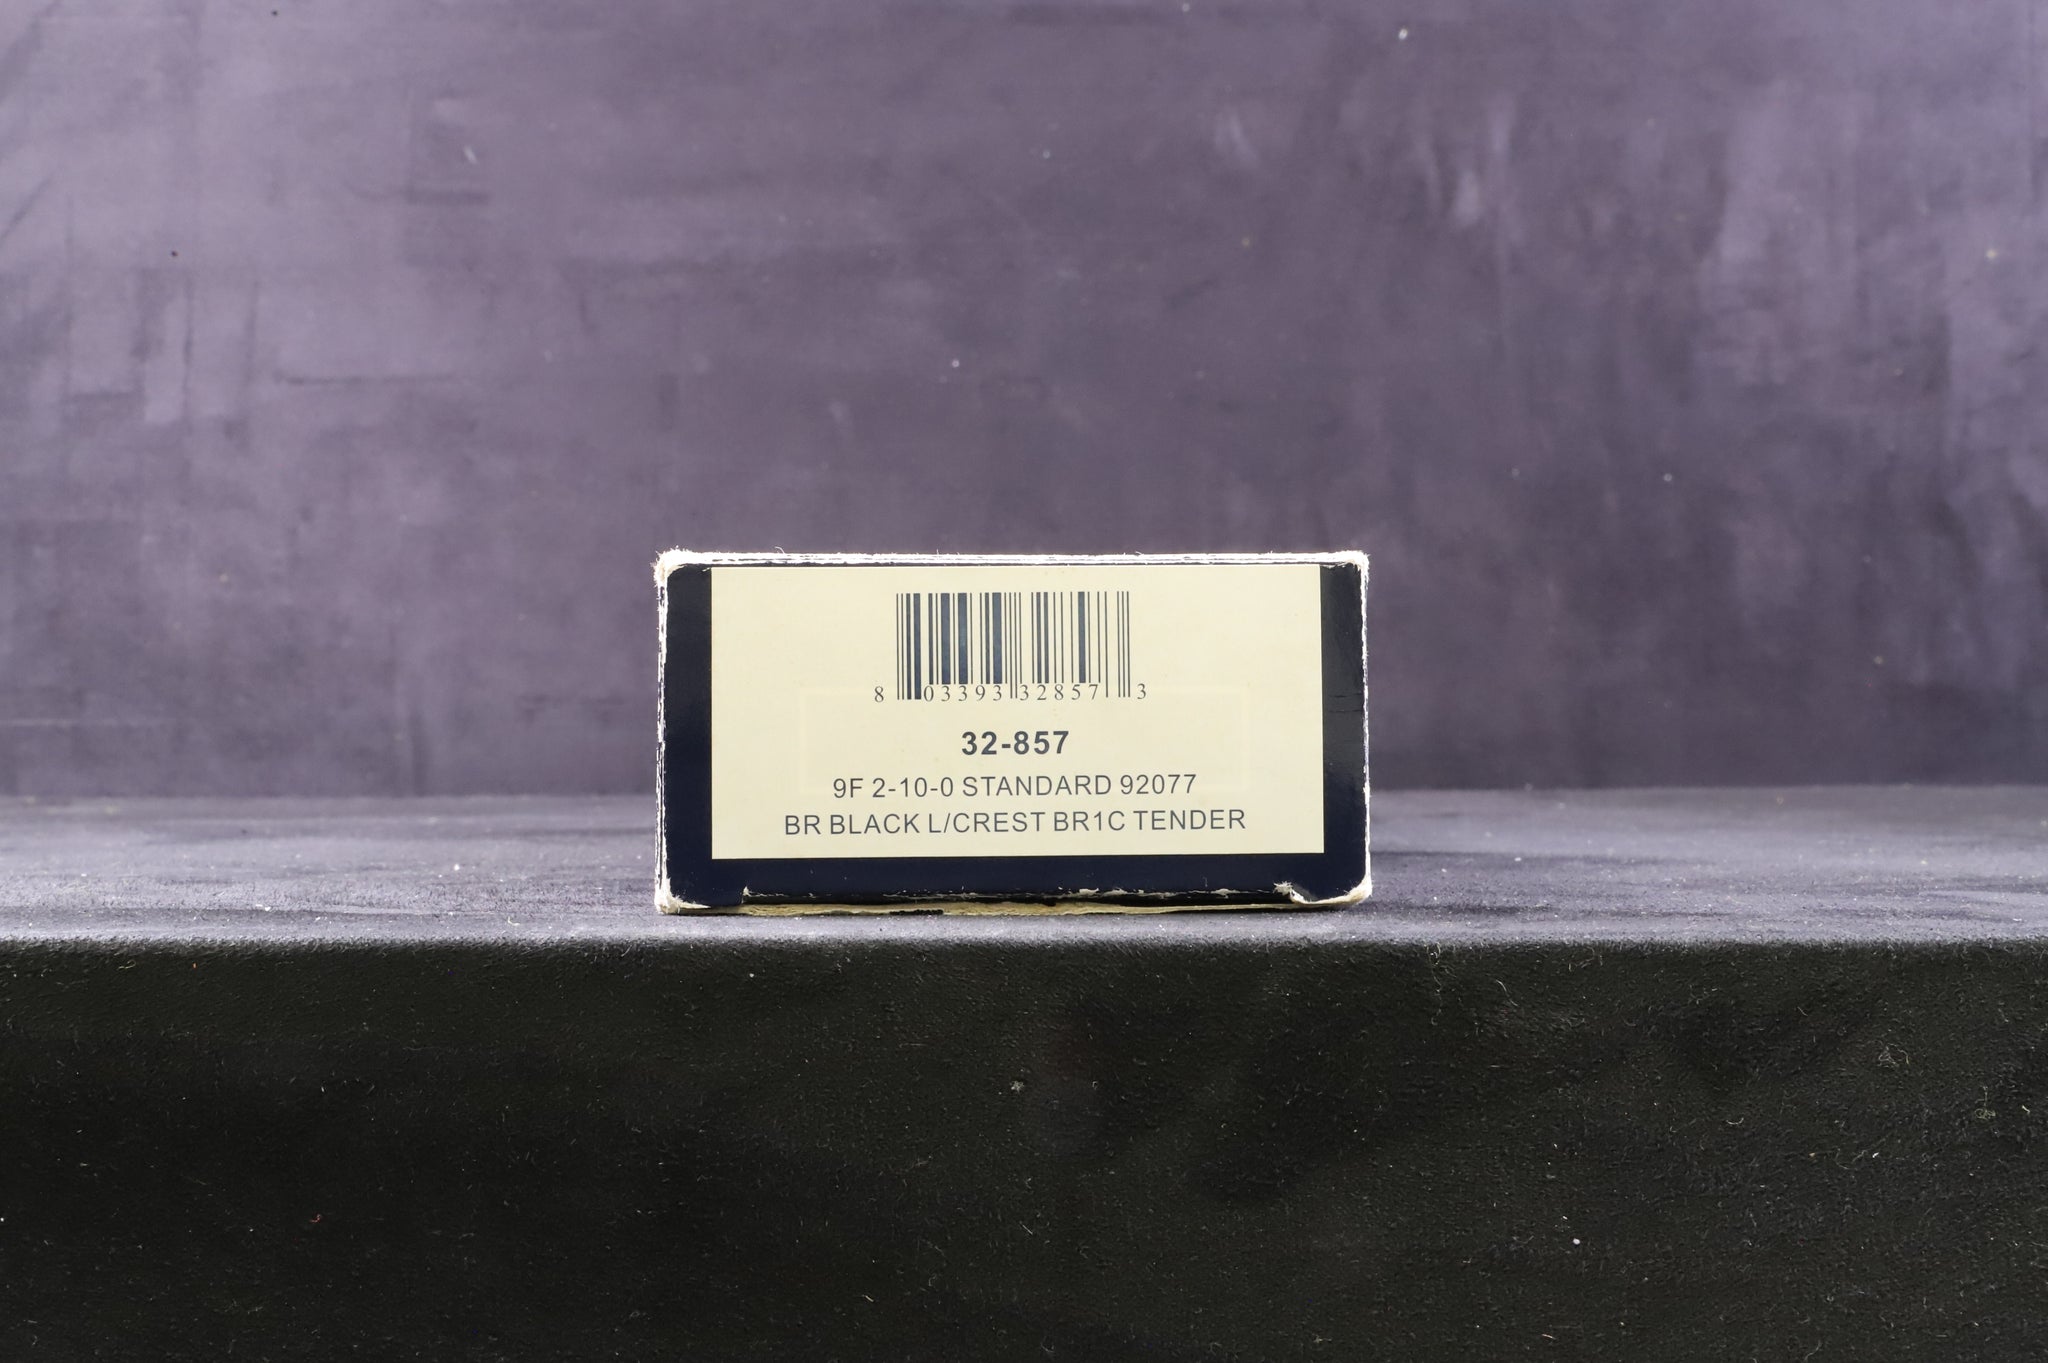 8 03393 32857 3
32-857
9F 2-10-0 STANDARD 92077
BR BLACK L/CREST BR1C TENDER